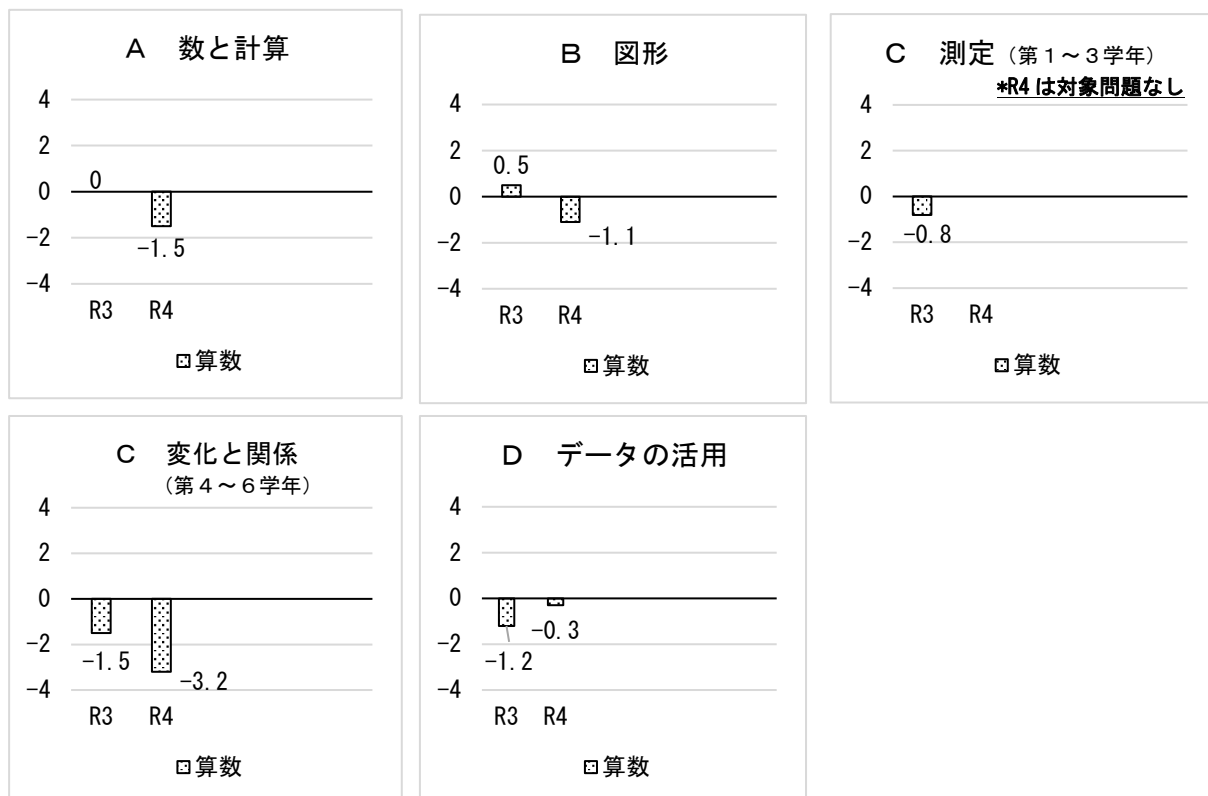 A 数と計算
4
2
0
−2
−4
0
−1.5
R3 R4
算数
B 図形
4
2
0
−2
−4
0.5
−1.1
R3 R4
算数
C 測定（第１～３学年）
*R4 は対象問題なし
4
2
0
−2
−4
−0.8
R3 R4
算数
C 変化と関係
（第４～６学年）
4
2
0
−2
−4
−1.5
−3.2
R3 R4
算数
D データの活用
4
2
0
−2
−4
−0.3
−1.2
R3 R4
算数